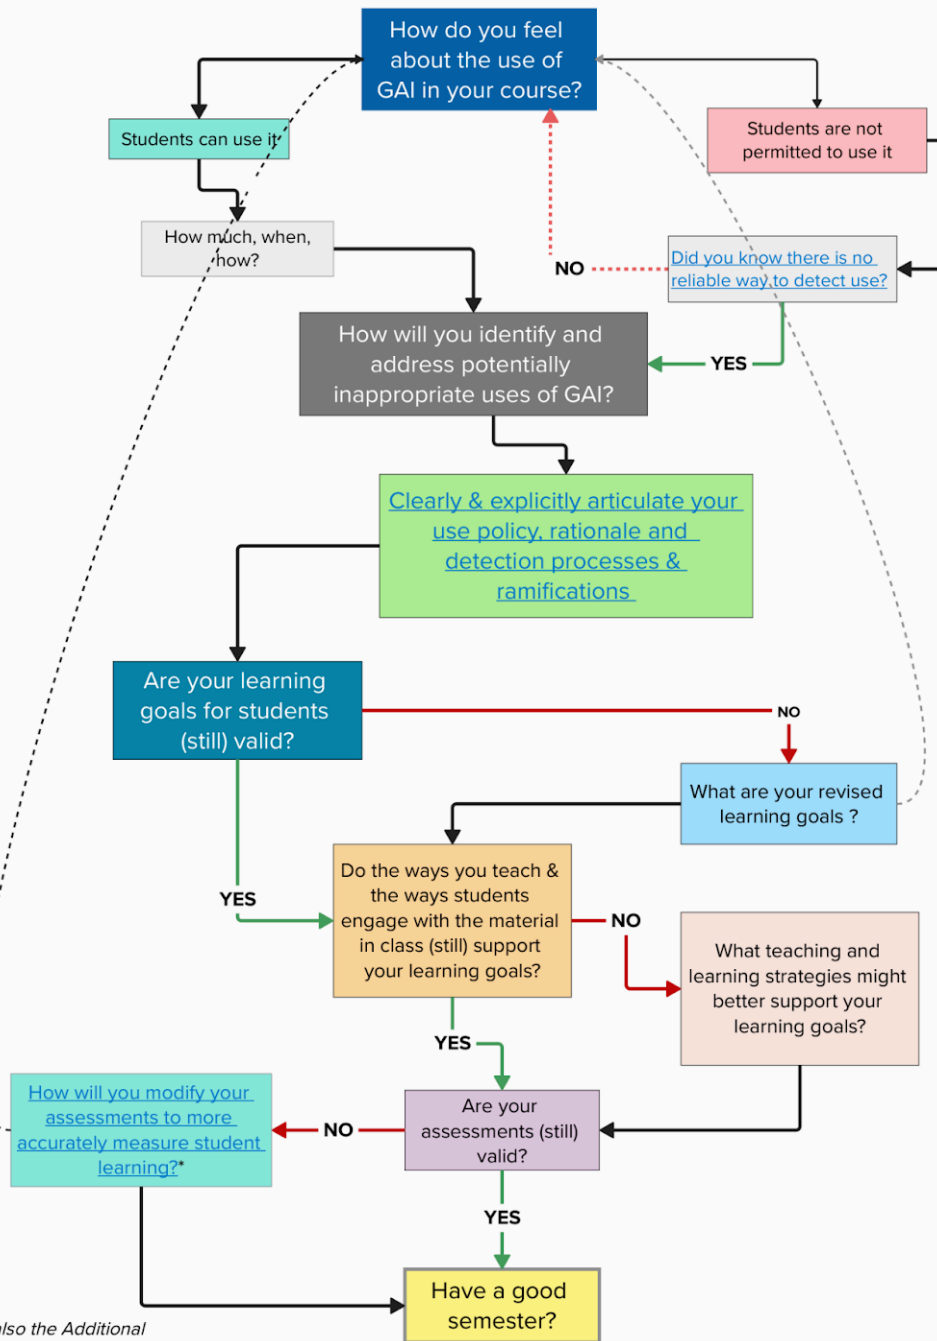 How do you feel
about the use of
GAI in your course?
Students can use it
Students are not
permitted to use it
How much, when,
how?
Did you know there is no
reliable way to detect use?
NO
How will you identify and
address potentially
inappropriate uses of GAI?
YES
Clearly & explicitly articulate your
use policy, rationale and
detection processes &
ramifications
Are your learning
goals for students
(still) valid?
NO
What are your revised
learning goals ?
Do the ways you teach &
the ways students
engage with the material
in class (still) support
your learning goals?
YES
NO
What teaching and
learning strategies might
better support your
learning goals?
YES
How will you modify your
assessments to more
accurately measure student
learning?*
NO
Are your
assessments (still)
valid?
YES
Have a good
semester?
also the Additional